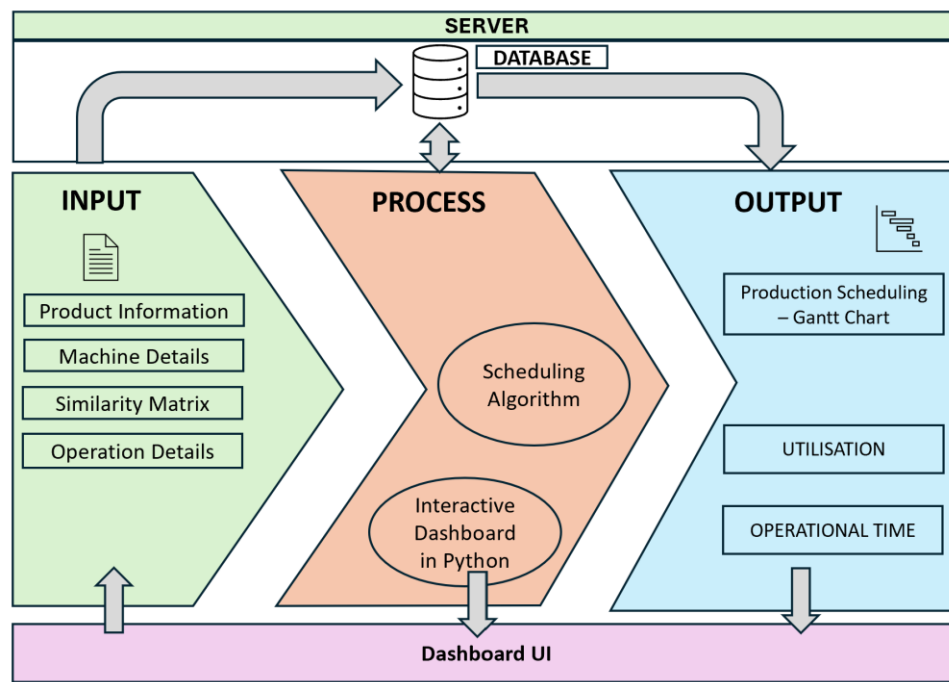 SERVER
DATABASE
INPUT
Product Information
Machine Details
Similarity Matrix
Operation Details
PROCESS
Scheduling
Algorithm
Interactive
Dashboard
in Python
OUTPUT
Production Scheduling
– Gantt Chart
UTILISATION
OPERATIONAL TIME
Dashboard UI